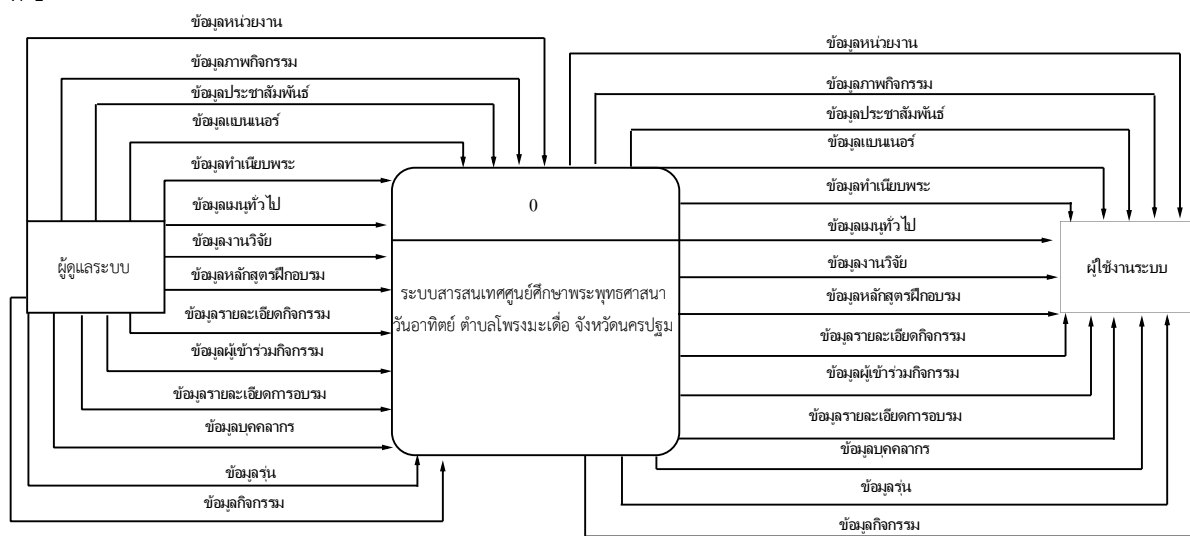 ข้อมูลหน่วยงาน
ข้อมูลภาพกิจกรรม
ข้อมูลประชาสัมพันธ์
ข้อมูลแบนเนอร์
ข้อมูลทำเนียบพระ
ข้อมูลเมนูทั่วไป
ข้อมูลงานวิจัย
ข้อมูลหลักสูตรฝึกอบรม
ข้อมูลรายละเอียดกิจกรรม
ข้อมูลผู้เข้าร่วมกิจกรรม
ข้อมูลรายละเอียดการอบรม
ข้อมูลบุคคลากร
ข้อมูลรุ่น
ข้อมูลกิจกรรม
ผู้ดูแลระบบ
0
ระบบสารสนเทศศูนย์ศึกษาพระพุทธศาสนา
วันอาทิตย์ ตำบลโพรงมะเดื่อ จังหวัดนครปฐม
ข้อมูลหน่วยงาน
ข้อมูลภาพกิจกรรม
ข้อมูลประชาสัมพันธ์
ข้อมูลแบนเนอร์
ข้อมูลทำเนียบพระ
ข้อมูลเมนูทั่วไป
ข้อมูลงานวิจัย
ข้อมูลหลักสูตรฝึกอบรม
ข้อมูลรายละเอียดกิจกรรม
ข้อมูลผู้เข้าร่วมกิจกรรม
ข้อมูลรายละเอียดการอบรม
ข้อมูลบุคคลากร
ข้อมูลรุ่น
ข้อมูลกิจกรรม
ผู้ใช้งานระบบ